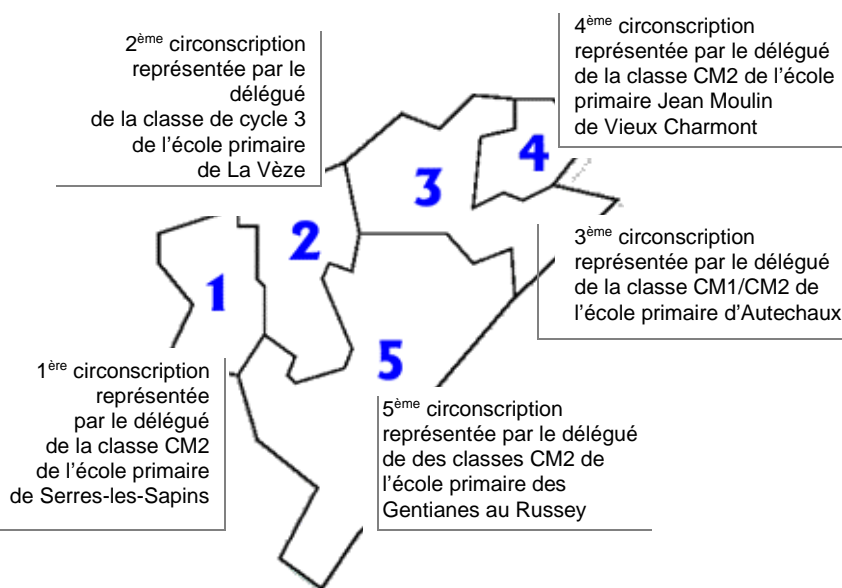 2ème circonscription
représentée par le
délégué
de la classe de cycle 3
de l'école primaire
de La Vèze
4ème circonscription
représentée par le délégué
de la classe CM2 de l'école
primaire Jean Moulin
de Vieux Charmont
4
3
2
1
5
3ème circonscription
représentée par le délégué
de la classe CM1/CM2 de
l'école primaire d'Autechaux
1ère circonscription
représentée
par le délégué
de la classe CM2
de l'école primaire
de Serres-les-Sapins
5ème circonscription
représentée par le délégué
de des classes CM2 de
l'école primaire des
Gentianes au Russey